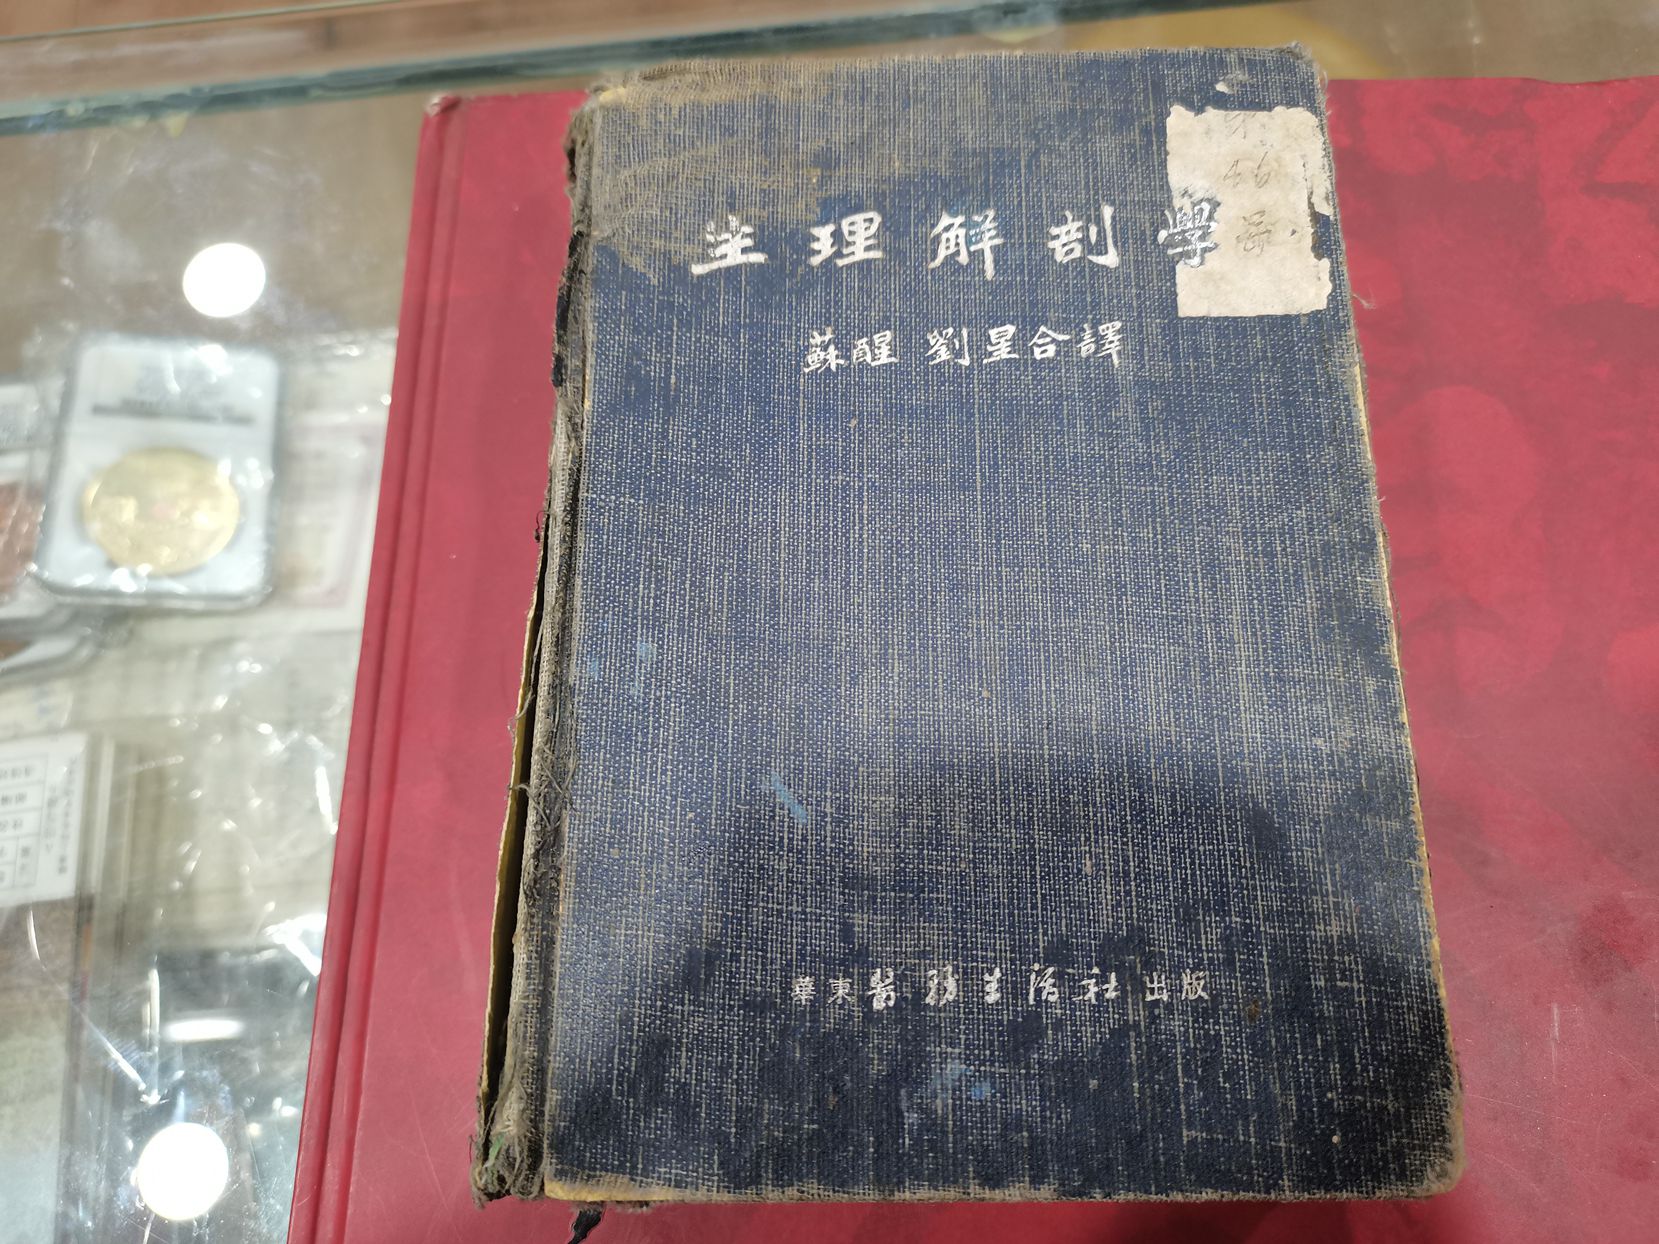 生理解剖學
46
蘇醒 劉星合譯
華東醫務生活社出版